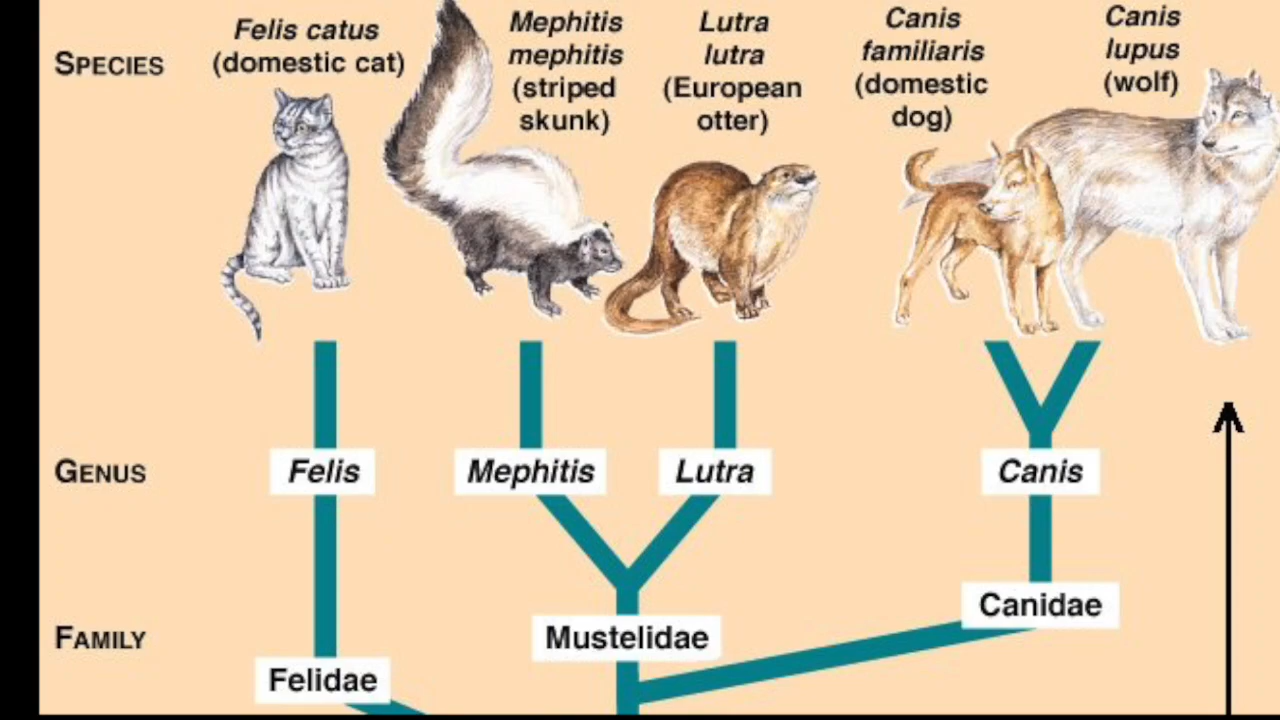 SPECIES
Felis catus
(domestic cat)
Mephitis
mephitis
(striped
skunk)
Lutra
lutra
(European
otter)
Canis
familiaris
(domestic
dog)
Canis
lupus
(wolf)
GENUS
Felis
Mephitis
Lutra
Canis
FAMILY
Felidae
Mustelidae
Canidae